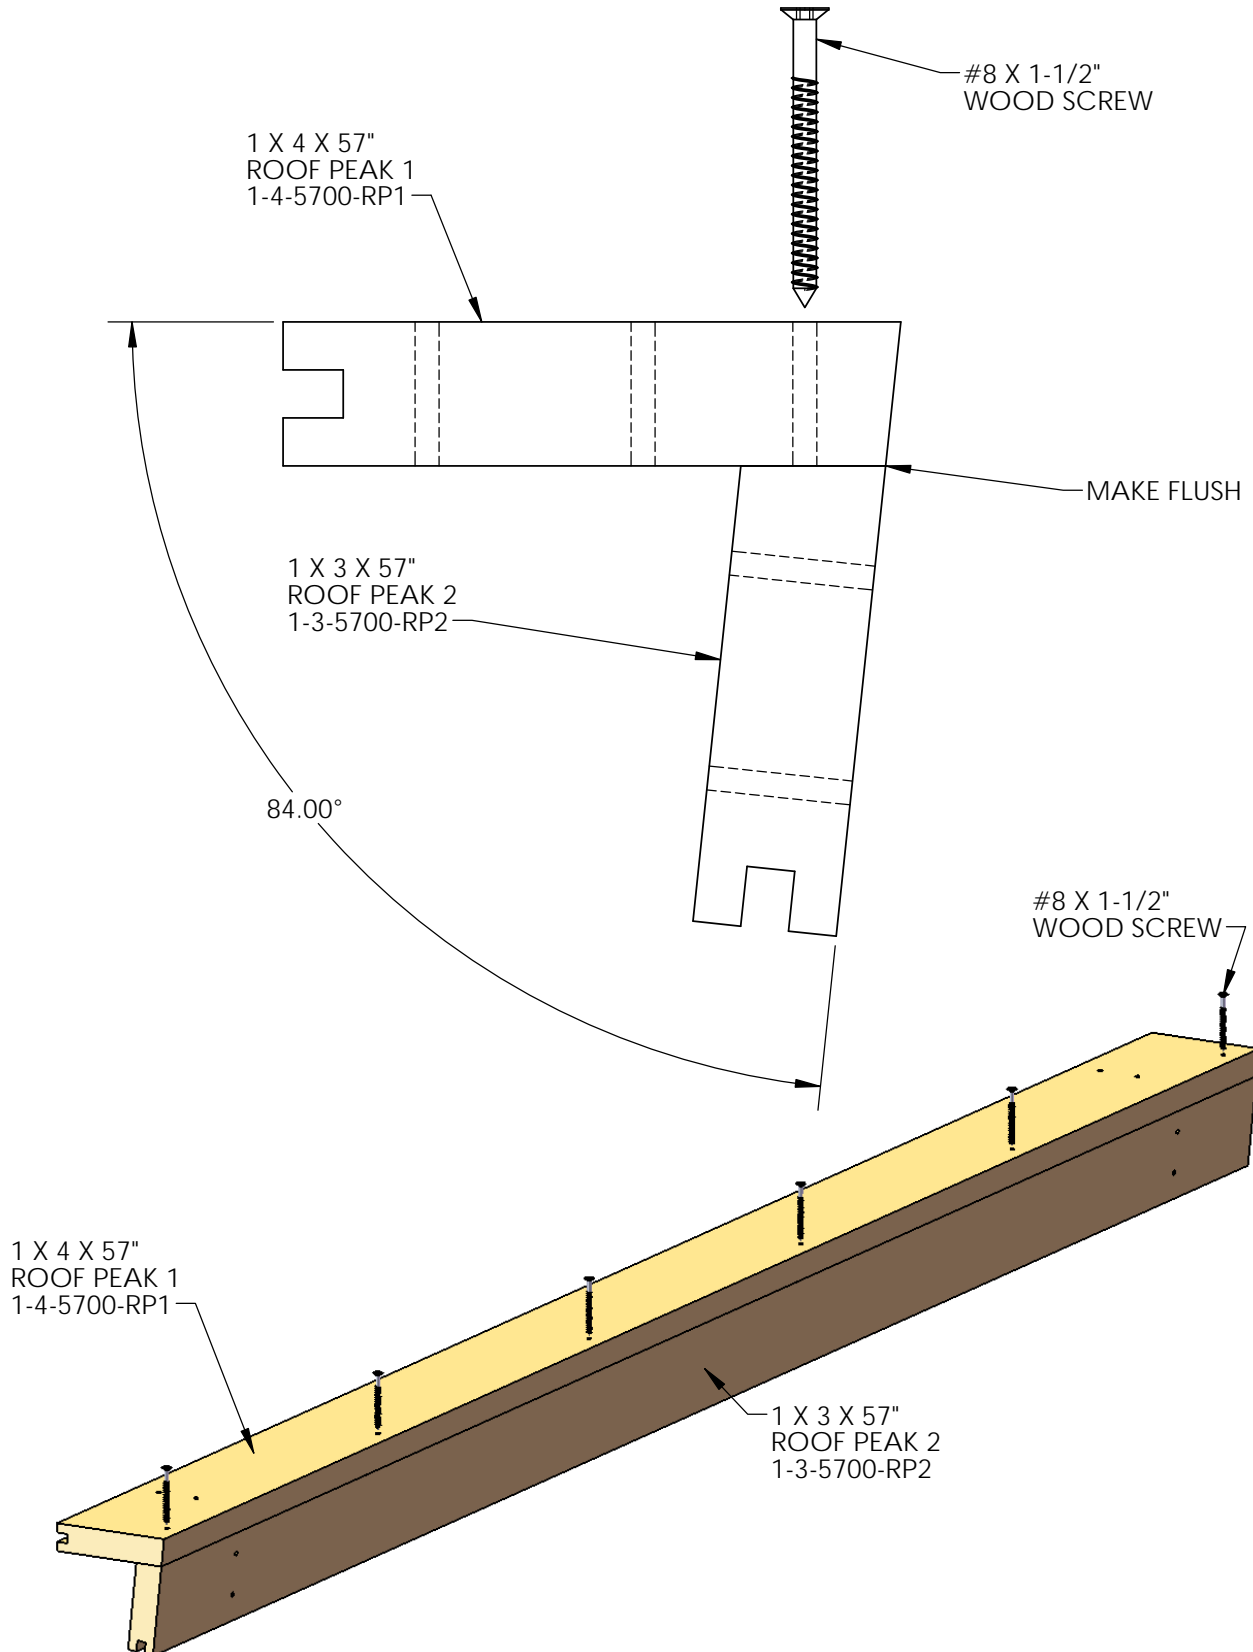 #8 X 1-1/2"
WOOD SCREW
1 X 4 X 57"
ROOF PEAK 1
1-4-5700-RP1
MAKE FLUSH
1 X 3 X 57"
ROOF PEAK 2
1-3-5700-RP2
84.00°
#8 X 1-1/2"
WOOD SCREW
1 X 4 X 57"
ROOF PEAK 1
1-4-5700-RP1
1 X 3 X 57"
ROOF PEAK 2
1-3-5700-RP2